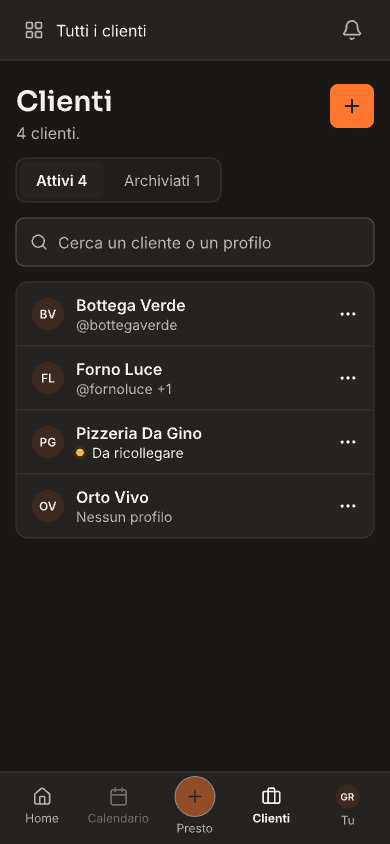 Tutti i clienti
Clienti
4 clienti.
Attivi 4
Archiviati 1
Cerca un cliente o un profilo
BV
Bottega Verde
@bottegaverde
FL
Forno Luce
@fornoluce +1
PG
Pizzeria Da Gino
Da ricollegare
OV
Orto Vivo
Nessun profilo
Home
Calendario
Presto
Clienti
GR
Tu